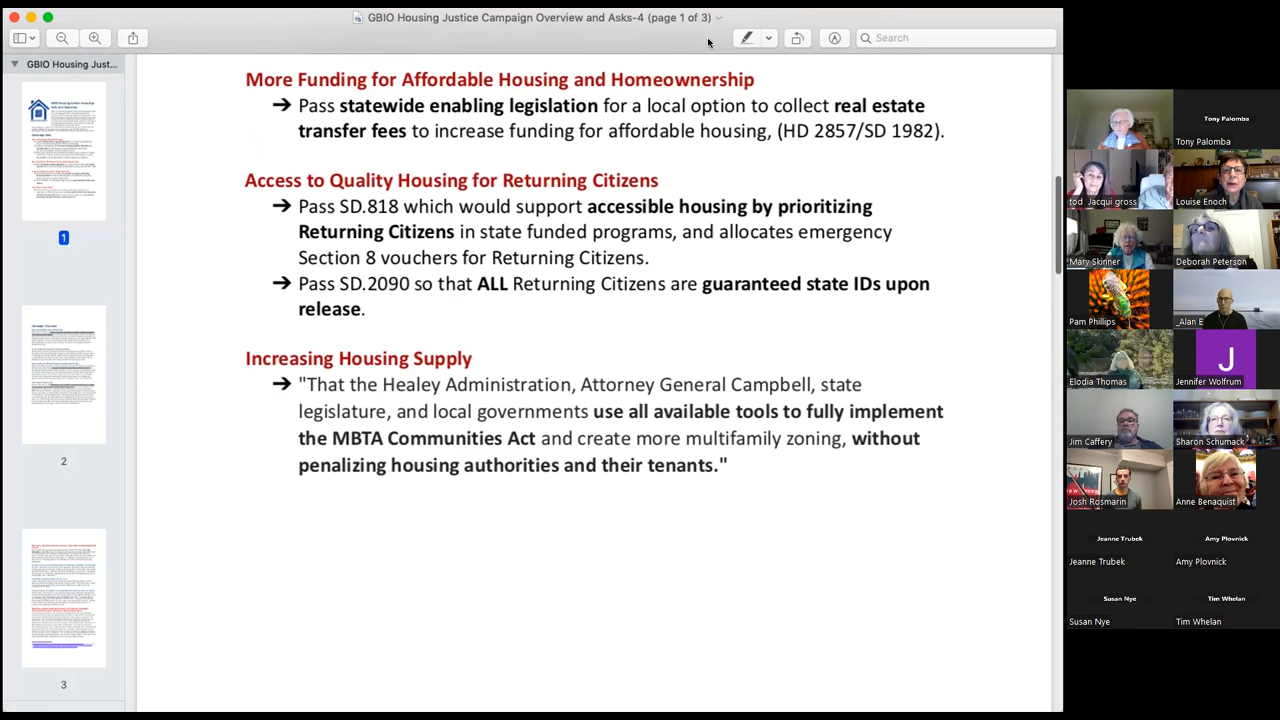 GBIO Housing Justice Campaign Overview and Asks-4 (page 1 of 3)
Search
GBIO Housing Just...
1
2
3
More Funding for Affordable Housing and Homeownership
➔ Pass statewide enabling legislation for a local option to collect real estate
transfer fees to increase funding for affordable housing, (HD 2857/SD 1982).
Access to Quality Housing for Returning Citizens
➔ Pass SD.818 which would support accessible housing by prioritizing
Returning Citizens in state funded programs, and allocates emergency
Section 8 vouchers for Returning Citizens.
➔ Pass SD.2090 so that ALL Returning Citizens are guaranteed state IDs upon
release.
Increasing Housing Supply
➔ "That the Healey Administration, Attorney General Campbell, state
legislature, and local governments use all available tools to fully implement
the MBTA Communities Act and create more multifamily zoning, without
penalizing housing authorities and their tenants."
Tony Palomba
Tony Palomba
tod Jacqui gross
Louise Enoch
Mary Skinner
Deborah Peterson
Pam Phillips
_Alan E
Elodia Thomas
J
Jennifer Wolfrum
Jim Caffery
Sharon Schumack
Josh Rosmarin
Anne Benaquist
Jeanne Trubek
Amy Plovnick
Jeanne Trubek
Amy Plovnick
Susan Nye
Tim Whelan
Susan Nye
Tim Whelan